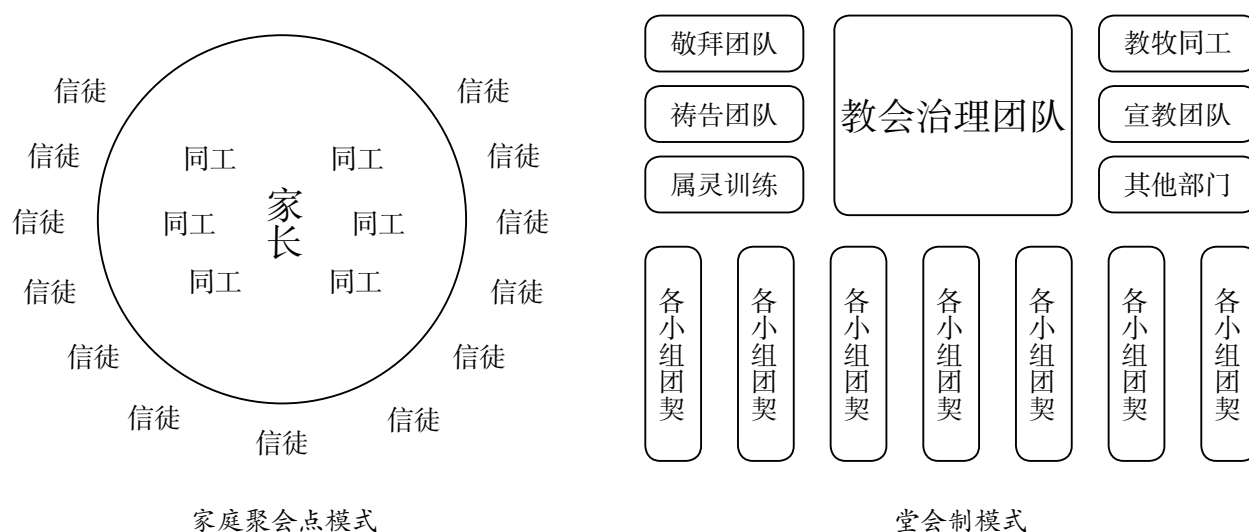 信徒
信徒
信徒
信徒
信徒
信徒
信徒
信徒
信徒
信徒
信徒
信徒
信徒
同工
同工
同工
同工
同工
同工
家长
家庭聚会点模式
敬拜团队
祷告团队
属灵训练
教会治理团队
教牧同工
宣教团队
其他部门
各小组团契
各小组团契
各小组团契
各小组团契
各小组团契
各小组团契
各小组团契
堂会制模式